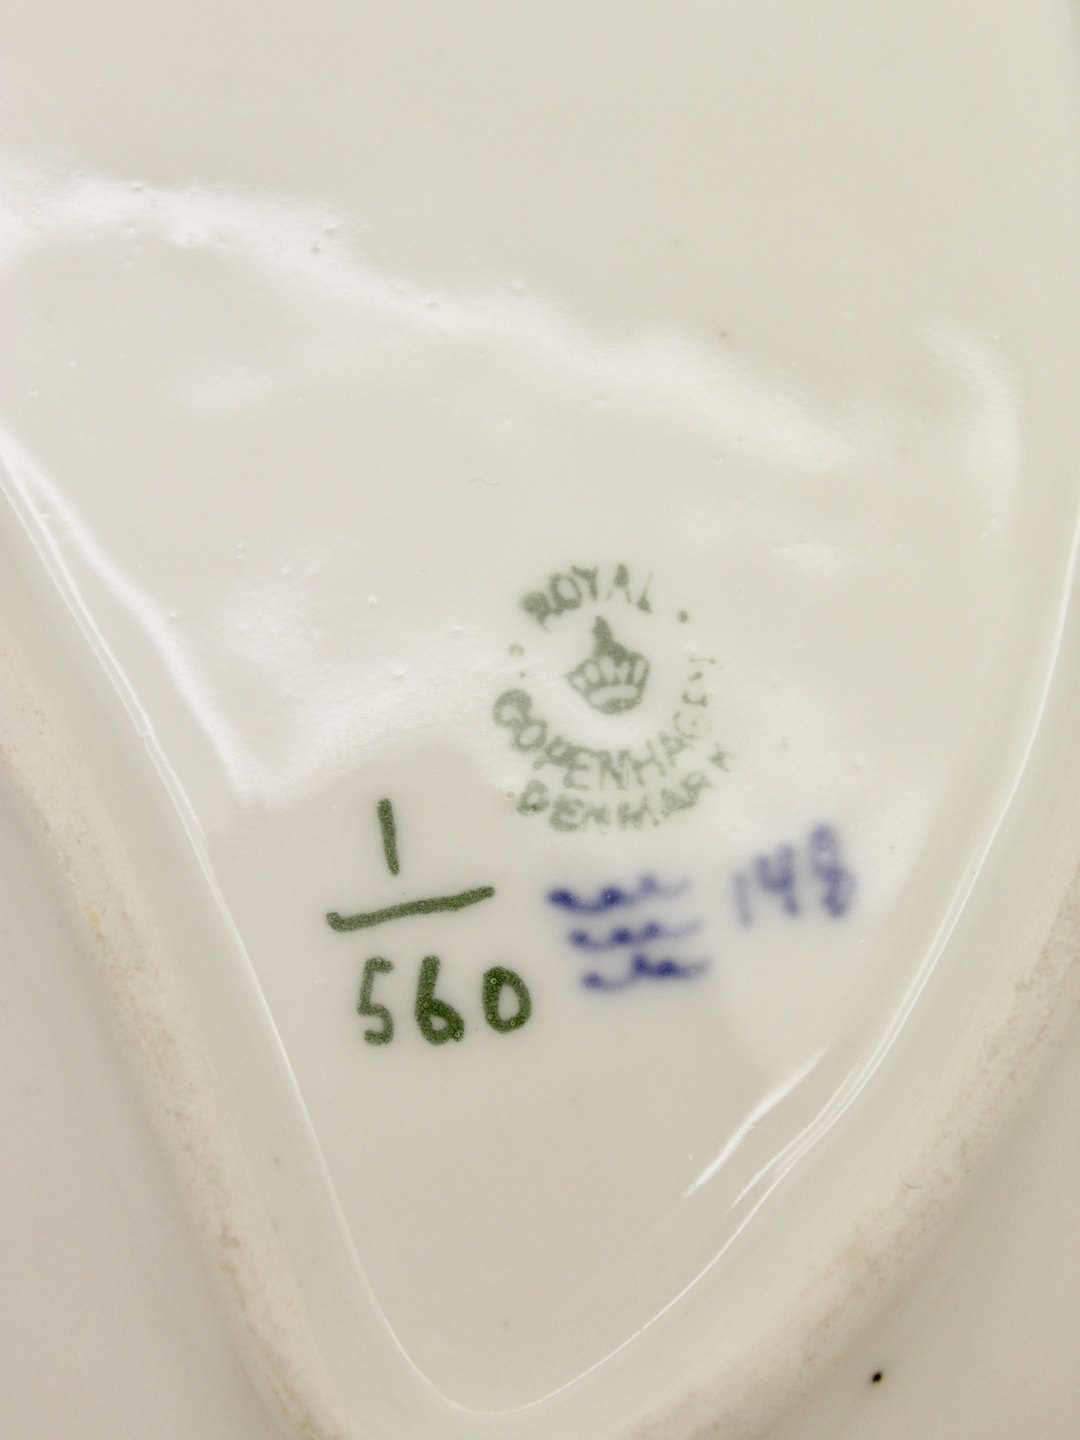 ROYAL
COPENHAGEN
DENMARK
1
560
148